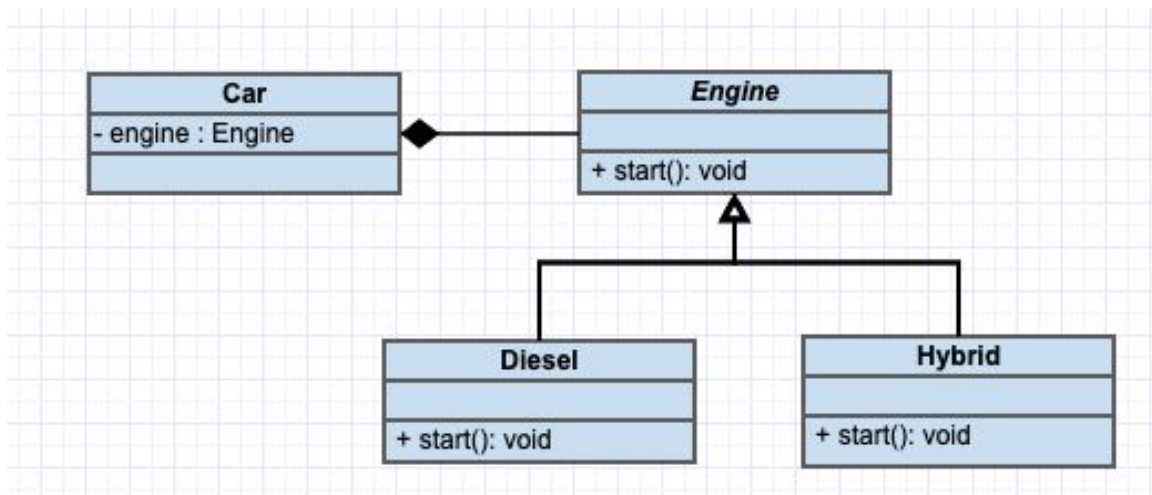 Car
- engine : Engine
Engine
+ start(): void
Diesel
+ start(): void
Hybrid
+ start(): void